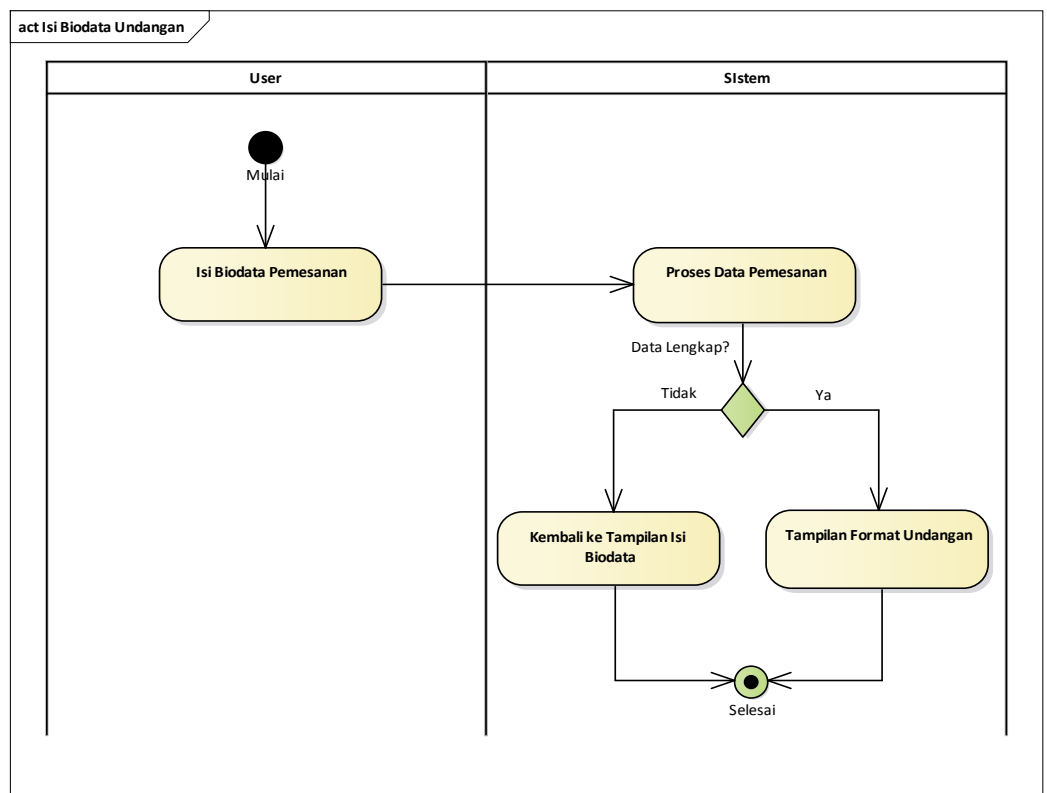 act Isi Biodata Undangan
User
SIstem
Mulai
Isi Biodata Pemesanan
Proses Data Pemesanan
Data Lengkap?
Tidak
Ya
Kembali ke Tampilan Isi
Biodata
Tampilan Format Undangan
Selesai